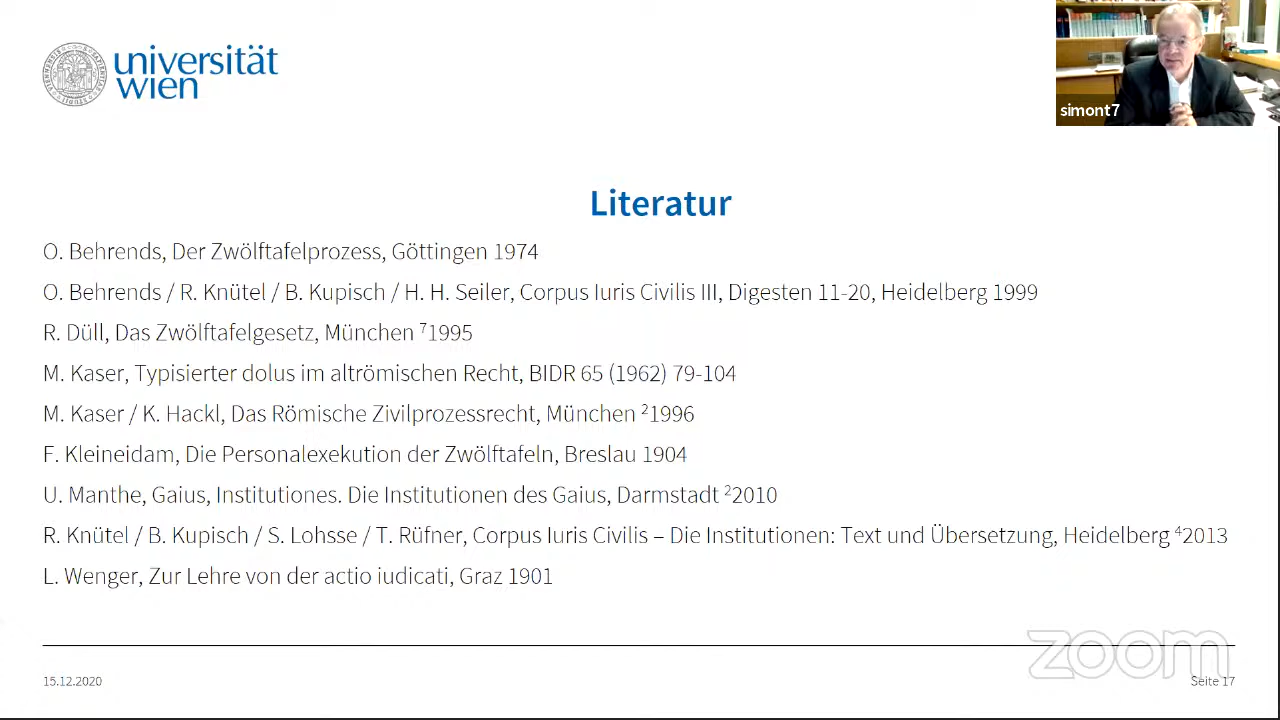 universität
wien
simont7
Literatur
O. Behrends, Der Zwölftafelprozess, Göttingen 1974
O. Behrends / R. Knütel / B. Kupisch / H. H. Seiler, Corpus Iuris Civilis III, Digesten 11-20, Heidelberg 1999
R. Düll, Das Zwölftafelgesetz, München ⁷1995
M. Kaser, Typisierter dolus im altrömischen Recht, BIDR 65 (1962) 79-104
M. Kaser / K. Hackl, Das Römische Zivilprozessrecht, München ²1996
F. Kleineidam, Die Personalexekution der Zwölftafeln, Breslau 1904
U. Manthe, Gaius, Institutiones. Die Institutionen des Gaius, Darmstadt ²2010
R. Knütel / B. Kupisch / S. Lohsse / T. Rüfner, Corpus Iuris Civilis – Die Institutionen: Text und Übersetzung, Heidelberg ⁴2013
L. Wenger, Zur Lehre von der actio iudicati, Graz 1901
zoom
15.12.2020
Seite 17